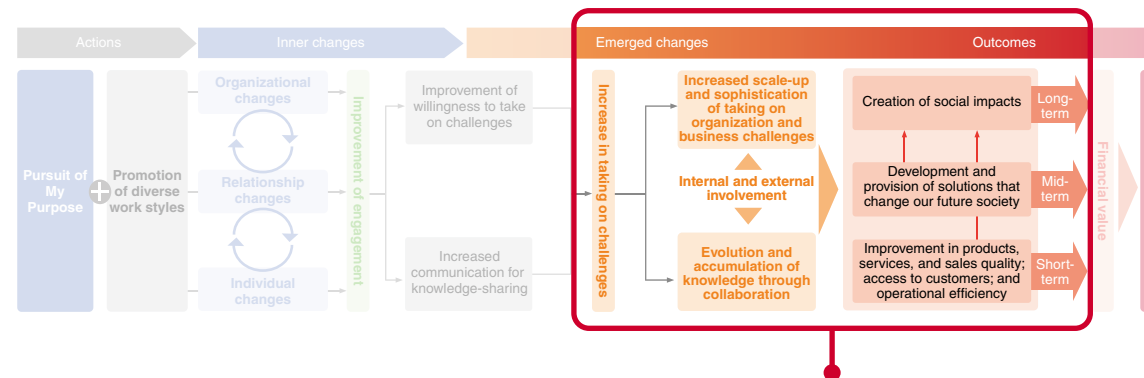 Actions
Inner changes
Emerged changes
Outcomes
Pursuit of
My
Purpose
Promotion
of diverse
work styles
Organizational
changes
Relationship
changes
Individual
changes
Improvement of engagement
Improvement of
willingness to take
on challenges
Increased
communication for
knowledge-sharing
Increase in taking on challenges
Increased scale-up
and sophistication
of taking on
organization and
business challenges
Internal and external
involvement
Evolution and
accumulation of
knowledge through
collaboration
Creation of social impacts
Long-
term
Development and
provision of solutions that
change our future society
Mid-
term
Improvement in products,
services, and sales quality;
access to customers; and
operational efficiency
Short-
term
Financial value